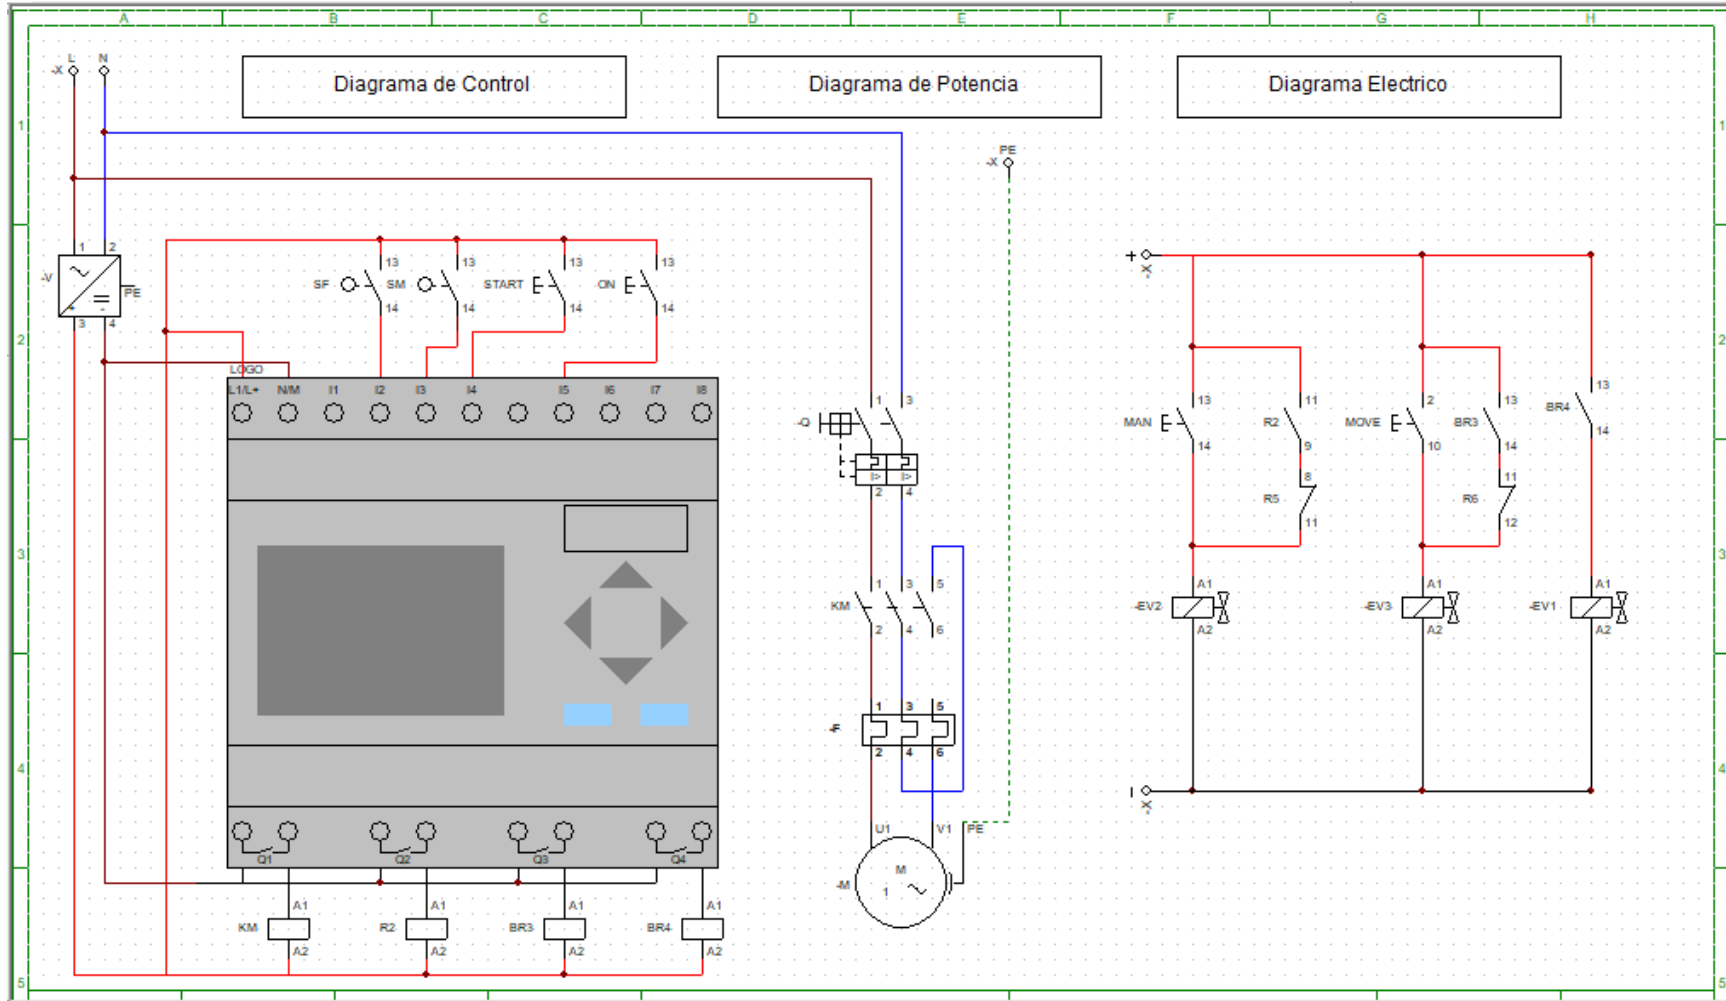 A B C D E F G H
L N
-X
Diagrama de Control
Diagrama de Potencia
Diagrama Electrico
1 1
PE
-X
1 2
-V
PE
+ -
3 4
13 13 13 13
SF SM START ON
14 14 14 14
+
-X
2 2
LOGO
L1/L+ N/M I1 I2 I3 I4 I5 I6 I7 I8
1 3
-Q
I> I>
2 4
13
BR4
14
13 11 2 13
MAN R2 MOVE BR3
14 9 10 14
8 11
R5 R6
11 12
3 3
1 3 5
KM
2 4 6
A1 A1 A1
-EV2 -EV3 -EV1
A2 A2 A2
1 3 5
2 4 6
4 4
-X
U1 V1 PE
Q1 Q2 Q3 Q4
M
-M
1
A1 A1 A1 A1
KM R2 BR3 BR4
A2 A2 A2 A2
5 5